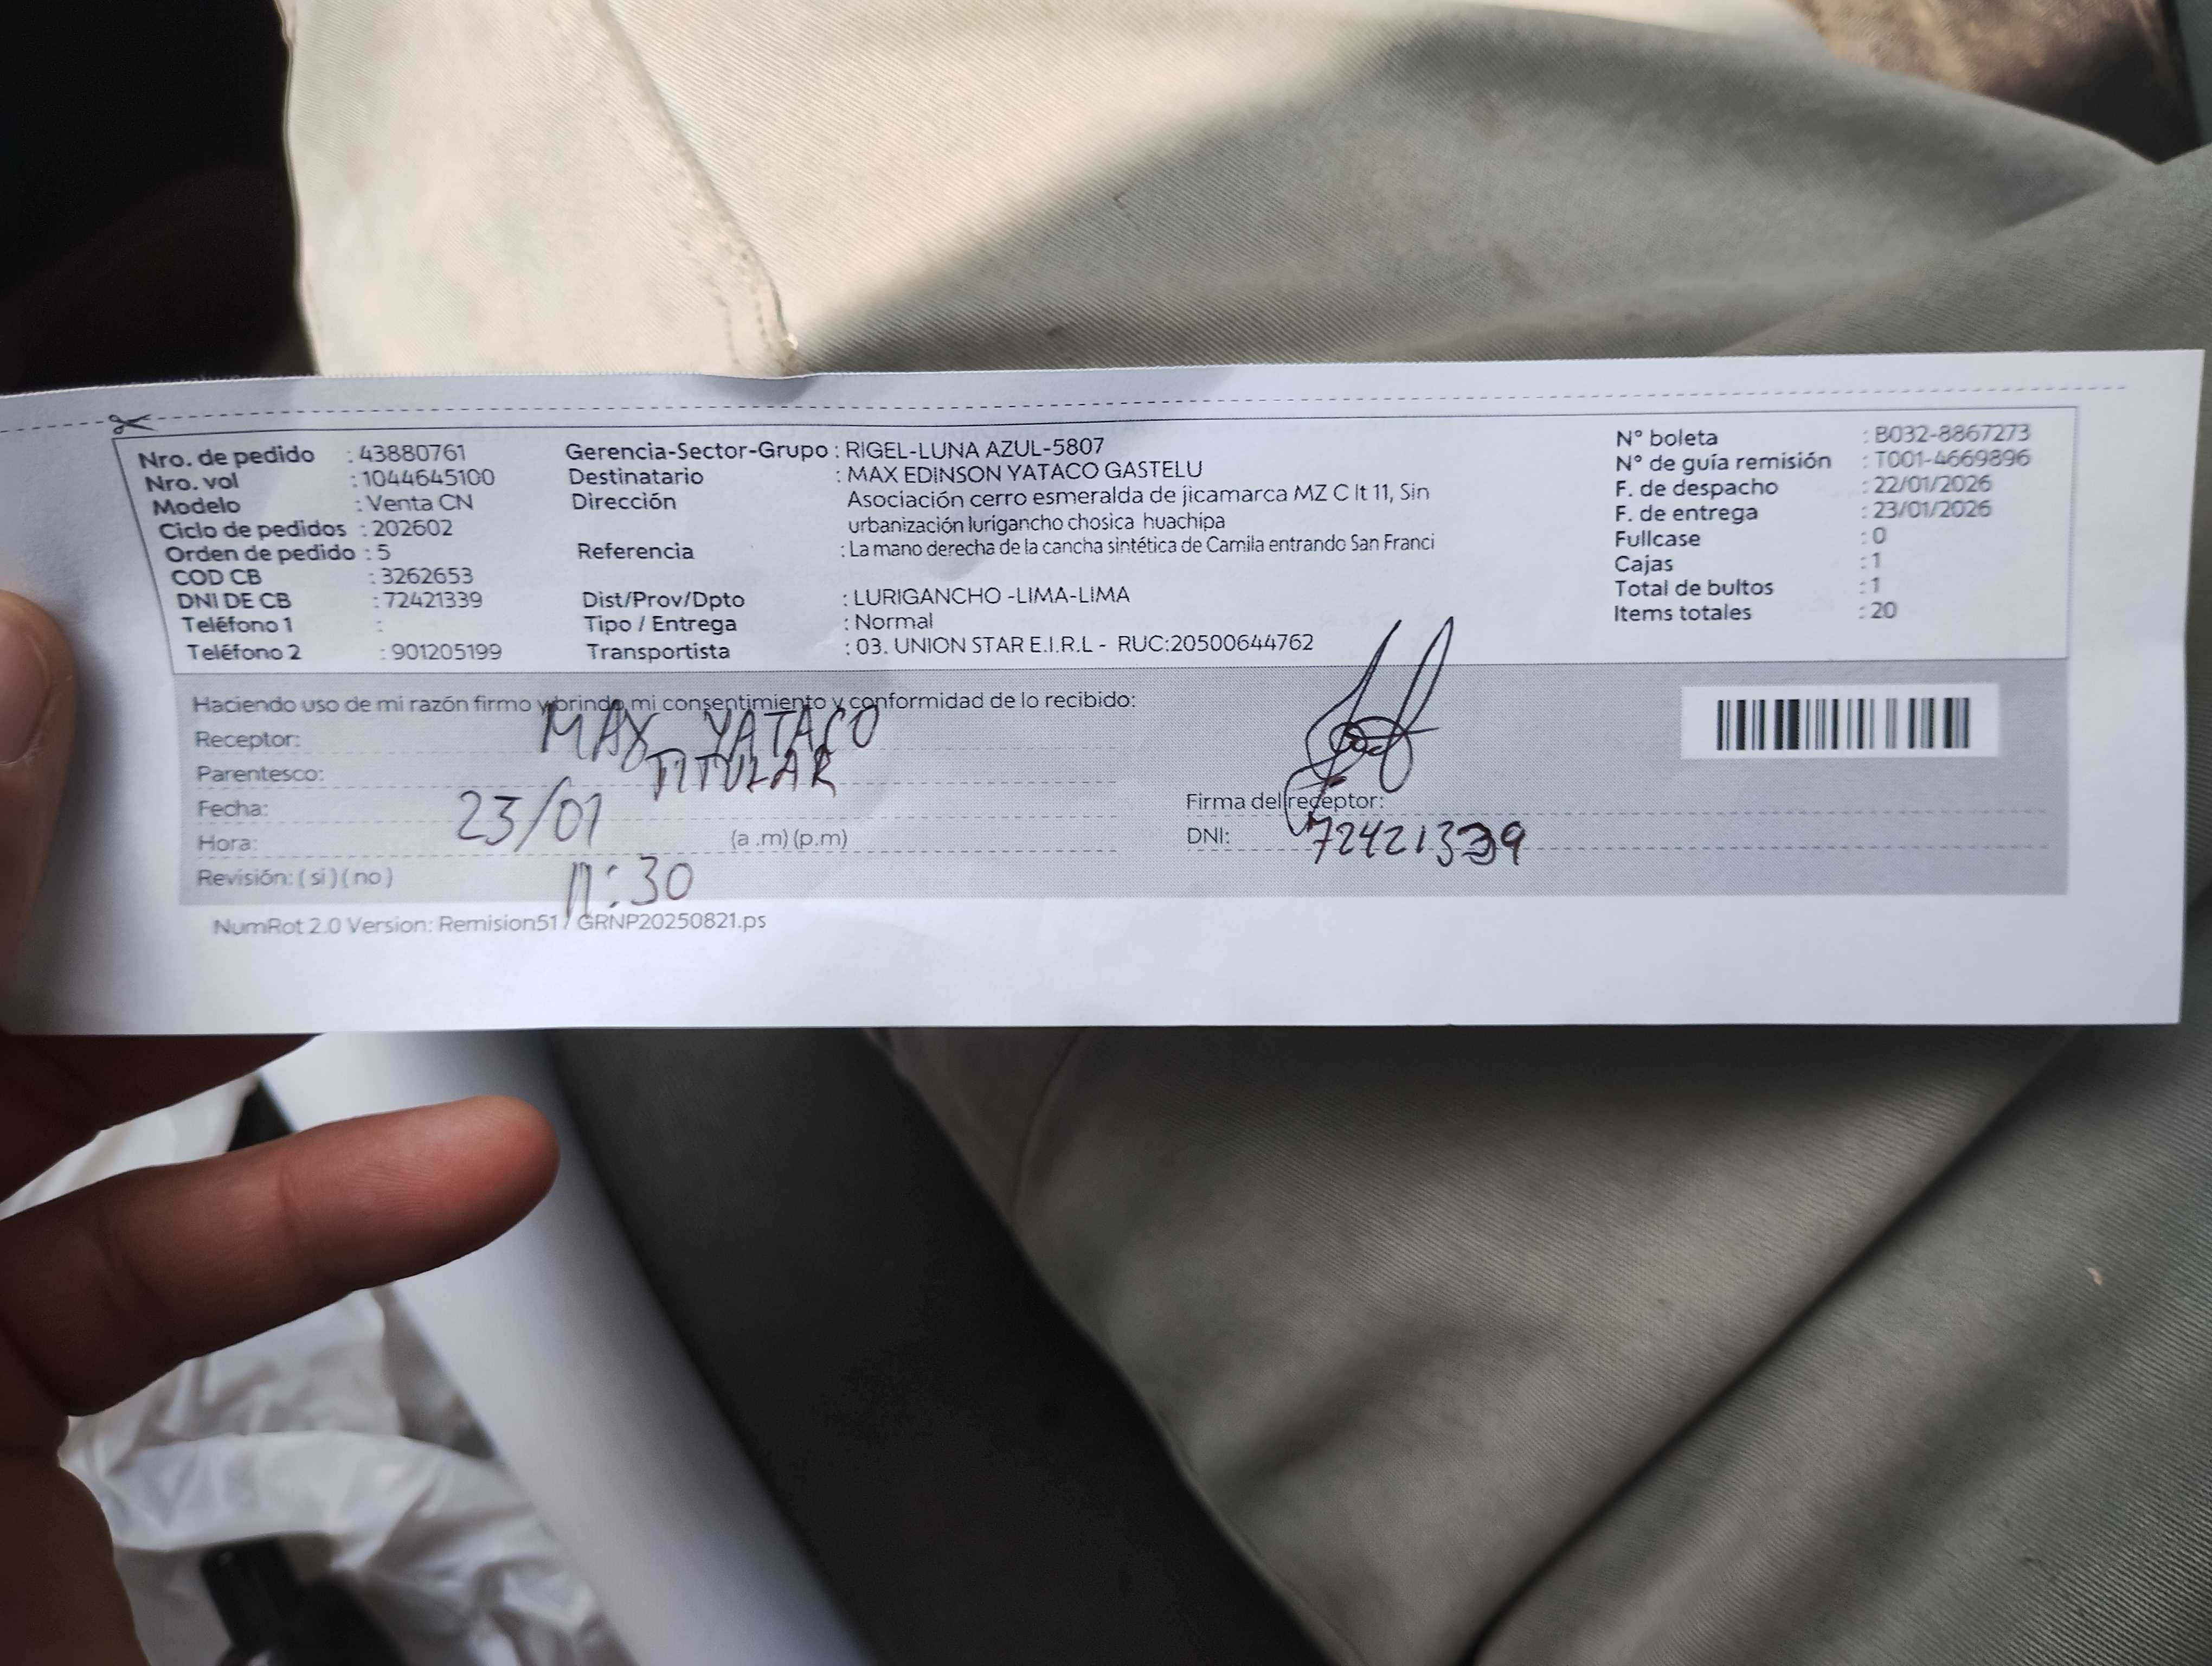 Nro. de pedido : 43880761
Nro. vol : 1044645100
Modelo : Venta CN
Ciclo de pedidos : 202602
Orden de pedido : 5
COD CB : 3262653
DNI DE CB : 72421339
Teléfono 1 :
Teléfono 2 : 901205199
Gerencia-Sector-Grupo : RIGEL-LUNA AZUL-5807
Destinatario : MAX EDINSON YATACO GASTELU
Dirección Asociación cerro esmeralda de jicamarca MZ C lt 11, Sin
urbanización lurigancho chosica huachipa
Referencia : La mano derecha de la cancha sintética de Camila entrando San Franci
Dist/Prov/Dpto : LURIGANCHO -LIMA-LIMA
Tipo / Entrega : Normal
Transportista : 03. UNION STAR E.I.R.L - RUC:20500644762
N° boleta : B032-8867273
N° de guía remisión : T001-4669896
F. de despacho : 22/01/2026
F. de entrega : 23/01/2026
Fullcase : 0
Cajas : 1
Total de bultos : 1
Items totales : 20
Haciendo uso de mi razón firmo y brindo mi consentimiento y conformidad de lo recibido:
Receptor: MAX YATACO
Parentesco: TITULAR
Fecha: 23/01
Hora: (a .m) (p.m)
11:30
Revisión: ( si ) ( no )
Firma del receptor:
DNI: 72421339
NumRot 2.0 Version: Remision51 / GRNP20250821.ps